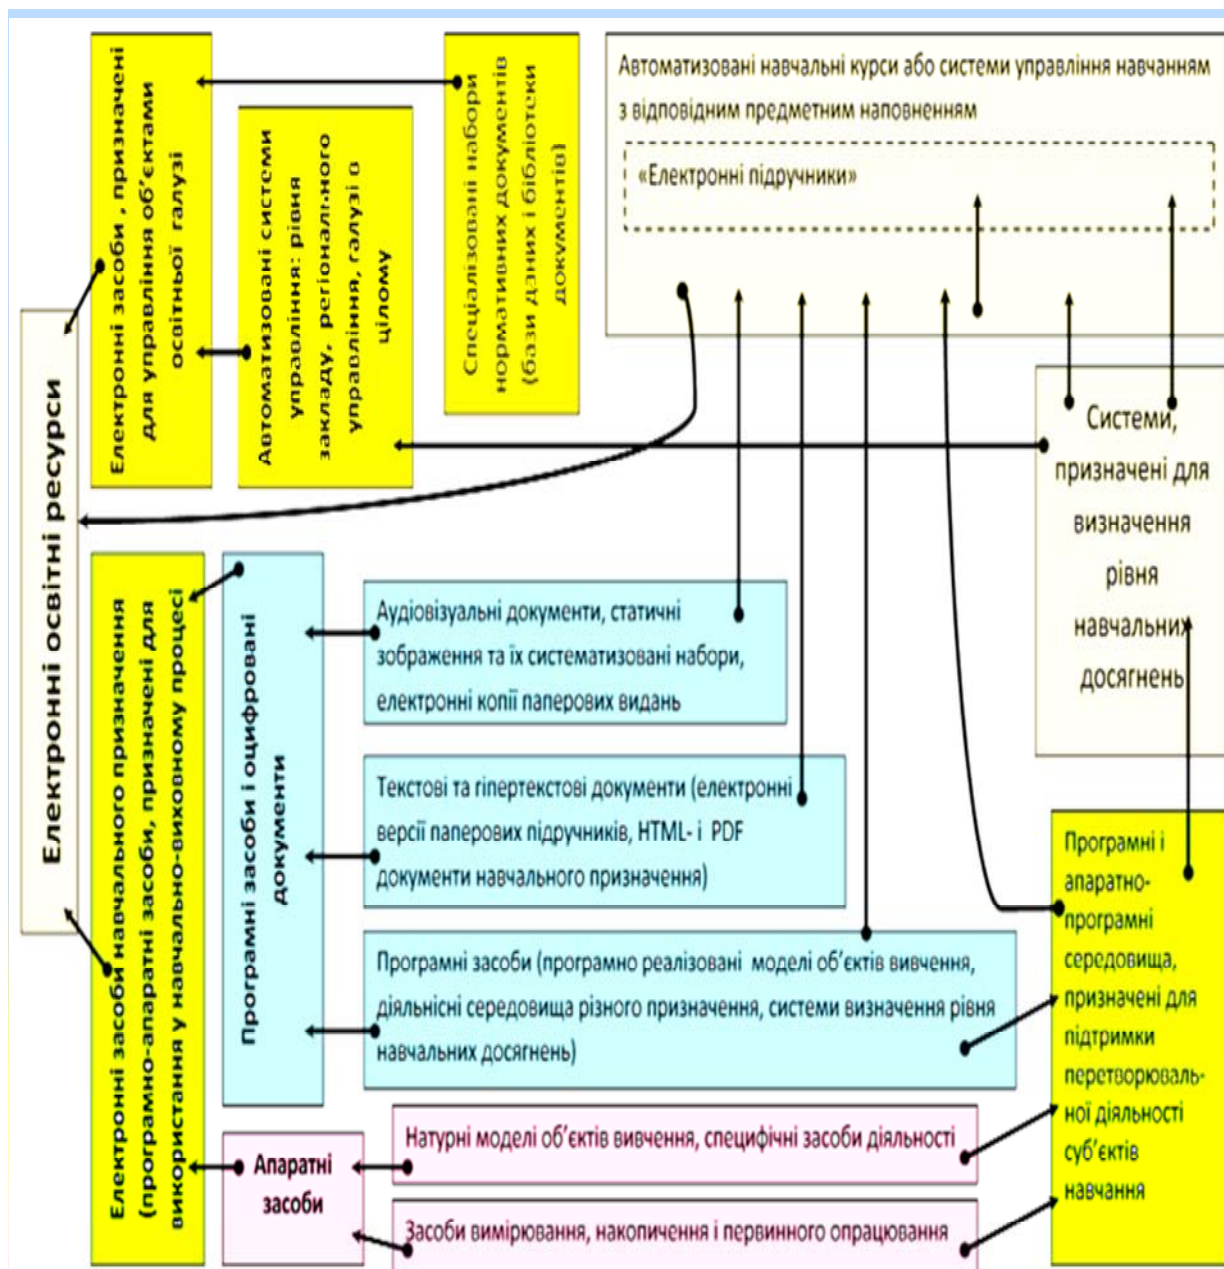 Електронні освітні ресурси
Електронні засоби , призначені
для управління об’єктами
освітньої галузі
Автоматизовані системи
управління: рівня
закладу, регіонального
управління, галузі в
цілому
Спеціалізовані набори
нормативних документів
(бази даних і бібліотеки
документів)
Автоматизовані навчальні курси або системи управління навчанням
з відповідним предметним наповненням
«Електронні підручники»
Системи,
призначені для
визначення
рівня
навчальних
досягнень
Електронні засоби навчального призначення
(програмно-апаратні засоби, призначені для
використання у навчально-виховному процесі
Програмні засоби і оцифровані
документи
Аудіовізуальні документи, статичні
зображення та їх систематизовані набори,
електронні копії паперових видань
Текстові та гіпертекстові документи (електронні
версії паперових підручників, HTML- і PDF
документи навчального призначення)
Програмні засоби (програмно реалізовані моделі об’єктів вивчення,
діяльнісні середовища різного призначення, системи визначення рівня
навчальних досягнень)
Програмні і
апаратно-
програмні
середовища,
призначені для
підтримки
перетворюваль-
ної діяльності
суб’єктів
навчання
Апаратні
засоби
Натурні моделі об’єктів вивчення, специфічні засоби діяльності
Засоби вимірювання, накопичення і первинного опрацювання